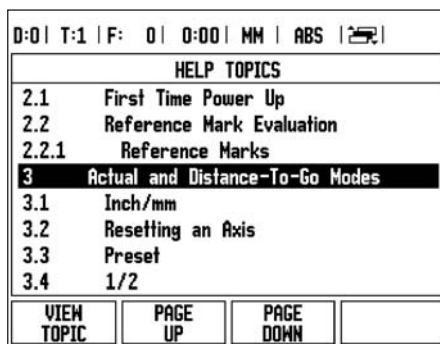 D:0 | T:1 | F: 0 | 0:00 | MM | ABS
HELP TOPICS
2.1 First Time Power Up
2.2 Reference Mark Evaluation
2.2.1 Reference Marks
3 Actual and Distance-To-Go Modes
3.1 Inch/mm
3.2 Resetting an Axis
3.3 Preset
3.4 1/2
VIEW TOPIC
PAGE UP
PAGE DOWN